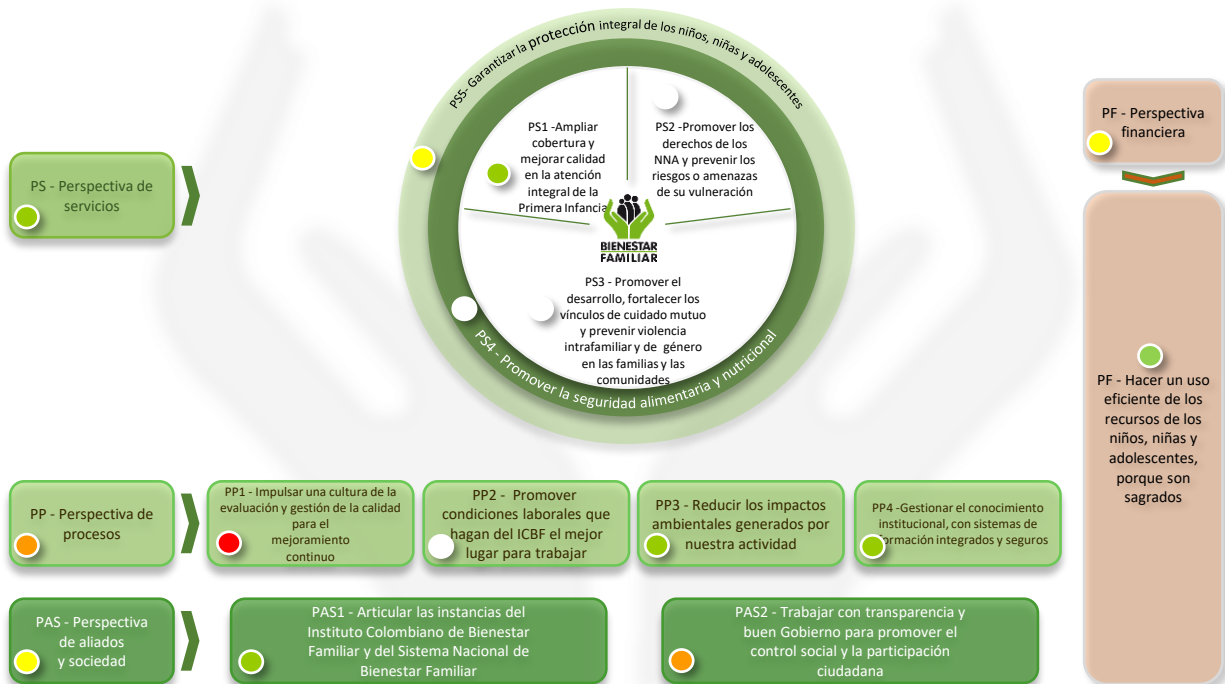 PS5- Garantizar la protección integral de los niños, niñas y adolescentes
PS1 -Ampliar
cobertura y
mejorar calidad
en la atención
integral de la
Primera Infancia
PS2 -Promover los
derechos de los
NNA y prevenir los
riesgos o amenazas
de su vulneración
BIENESTAR
FAMILIAR
PS3 - Promover el
desarrollo, fortalecer los
vínculos de cuidado mutuo
y prevenir violencia
intrafamiliar y de género
en las familias y las
comunidades
PS4 - Promover la seguridad alimentaria y nutricional
PS - Perspectiva de
servicios
PF - Perspectiva
financiera
PF - Hacer un uso
eficiente de los
recursos de los
niños, niñas y
adolescentes,
porque son
sagrados
PP - Perspectiva de
procesos
PP1 - Impulsar una cultura de la
evaluación y gestión de la calidad
para el
mejoramiento
continuo
PP2 - Promover
condiciones laborales que
hagan del ICBF el mejor
lugar para trabajar
PP3 - Reducir los impactos
ambientales generados por
nuestra actividad
PP4 -Gestionar el conocimiento
institucional, con sistemas de
formación integrados y seguros
PAS - Perspectiva
de aliados
y sociedad
PAS1 - Articular las instancias del
Instituto Colombiano de Bienestar
Familiar y del Sistema Nacional de
Bienestar Familiar
PAS2 - Trabajar con transparencia y
buen Gobierno para promover el
control social y la participación
ciudadana